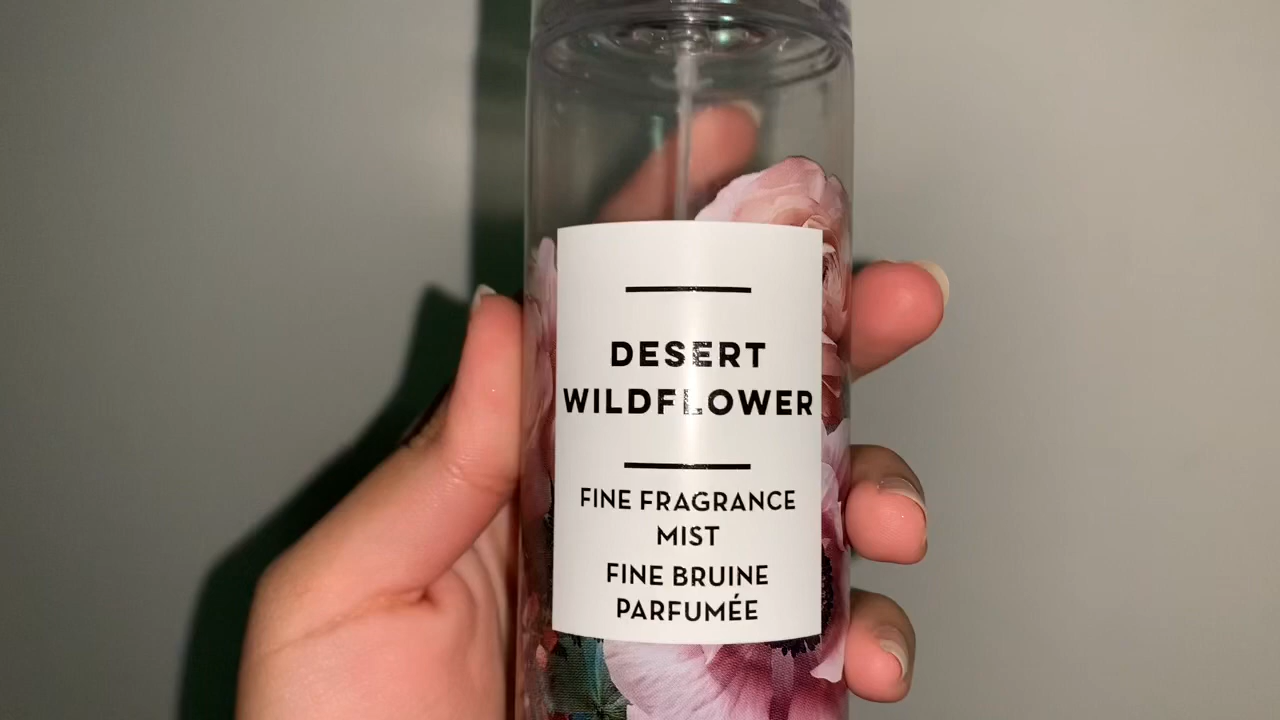 DESERT
WILDFLOWER
FINE FRAGRANCE
MIST
FINE BRUINE
PARFUMÉE